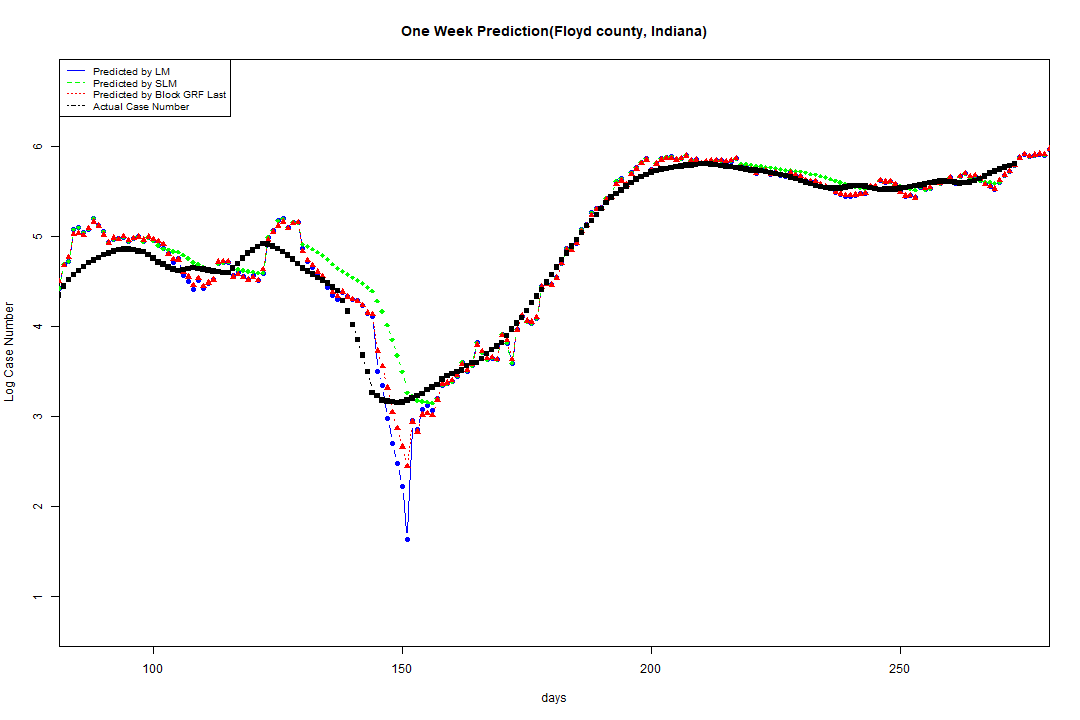 One Week Prediction(Floyd county, Indiana)
Predicted by LM
Predicted by SLM
Predicted by Block GRF Last
Actual Case Number
6
5
4
3
2
1
Log Case Number
100 150 200 250
days